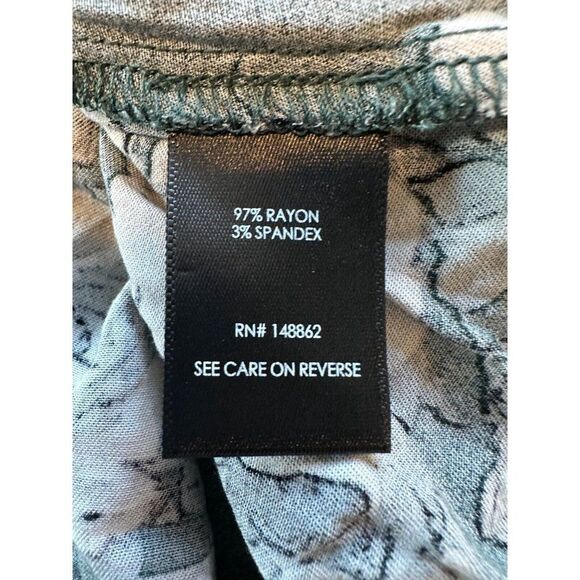 97% RAYON
3% SPANDEX
RN# 148862
SEE CARE ON REVERSE